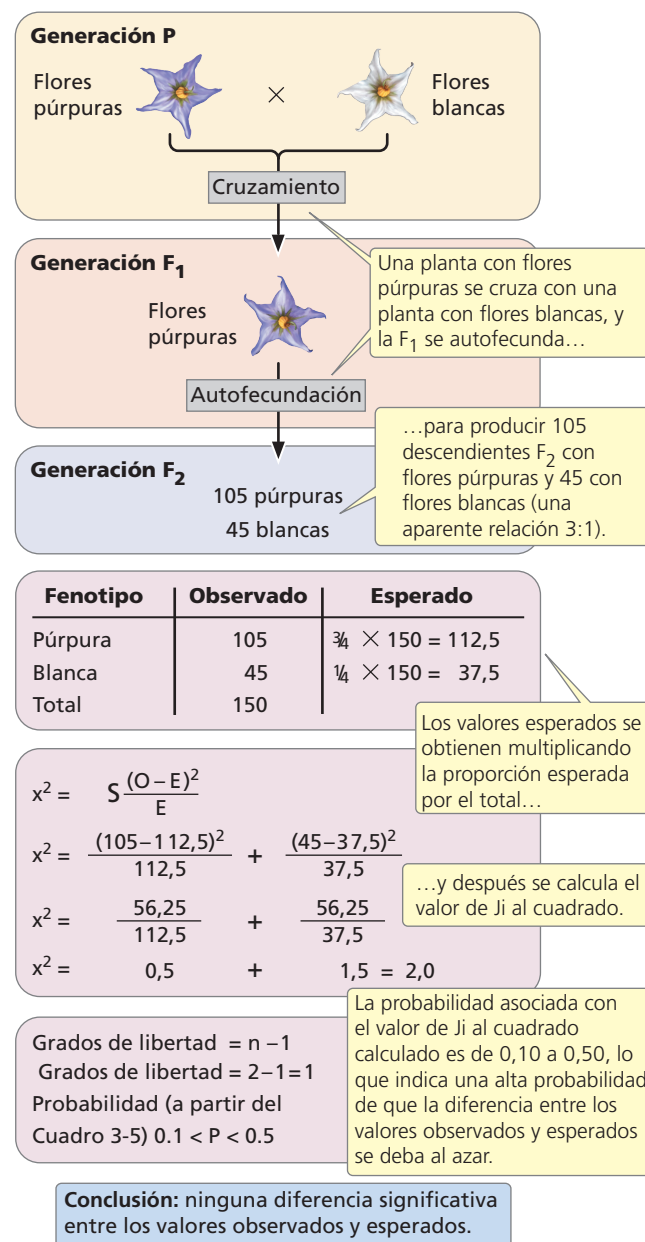 Generación P
Flores
púrpuras
×
Flores
blancas
Cruzamiento
Generación F₁
Flores
púrpuras
Una planta con flores
púrpuras se cruza con una
planta con flores blancas, y
la F₁ se autofecunda…
Autofecundación
Generación F₂
105 púrpuras
45 blancas
…para producir 105
descendientes F₂ con
flores púrpuras y 45 con
flores blancas (una
aparente relación 3:1).
Fenotipo Observado Esperado
Púrpura 105 ¾ × 150 = 112,5
Blanca 45 ¼ × 150 = 37,5
Total 150
Los valores esperados se
obtienen multiplicando
la proporción esperada
por el total…
x² = S (O – E)² / E
x² = (105–112,5)² / 112,5 + (45–37,5)² / 37,5
x² = 56,25 / 112,5 + 56,25 / 37,5
x² = 0,5 + 1,5 = 2,0
…y después se calcula el
valor de Ji al cuadrado.
Grados de libertad = n –1
Grados de libertad = 2–1=1
Probabilidad (a partir del
Cuadro 3-5) 0.1 < P < 0.5
La probabilidad asociada con
el valor de Ji al cuadrado
calculado es de 0,10 a 0,50, lo
que indica una alta probabilidad
de que la diferencia entre los
valores observados y esperados
se deba al azar.
Conclusión: ninguna diferencia significativa
entre los valores observados y esperados.